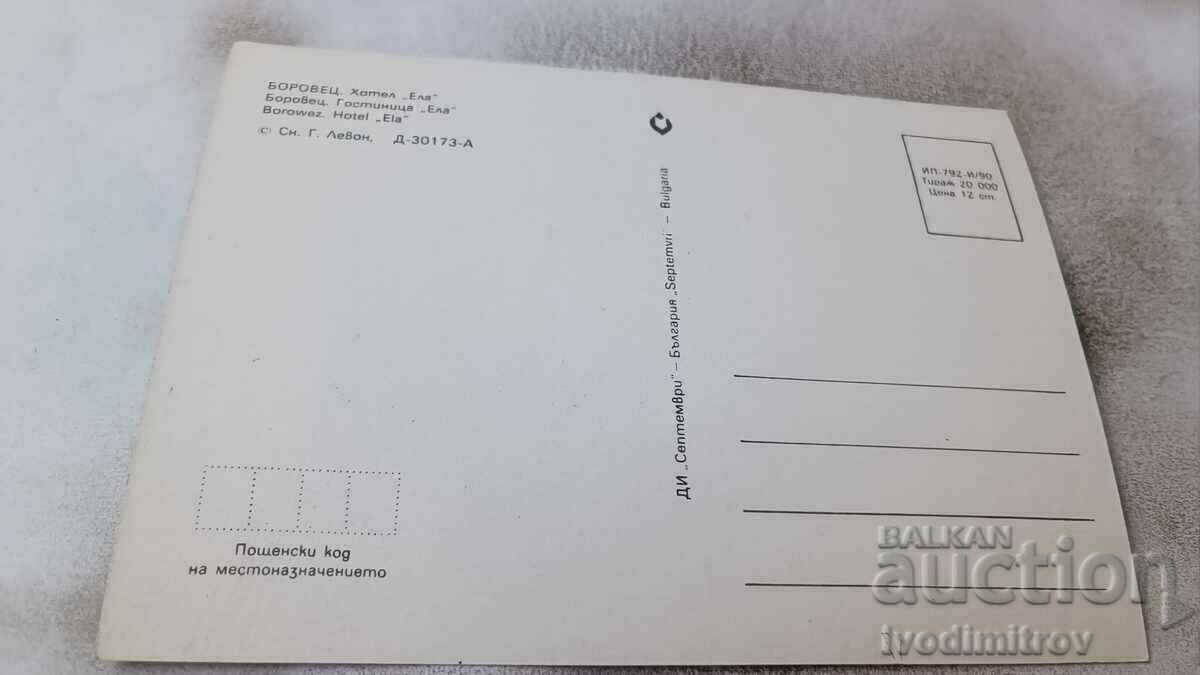 БОРОВЕЦ. Хотел „Ела"
Боровец. Гостиница „Ела"
Borowez. Hotel „Ela"
© Сн. Г. Левон, Д-30173-А
ДИ „Септември" – България „Septemvri" – Bulgaria
ИП-792-И/90
Тираж 20 000
Цена 12 ст.
Пощенски код
на местоназначението
BALKAN
auction
ivodimitrov